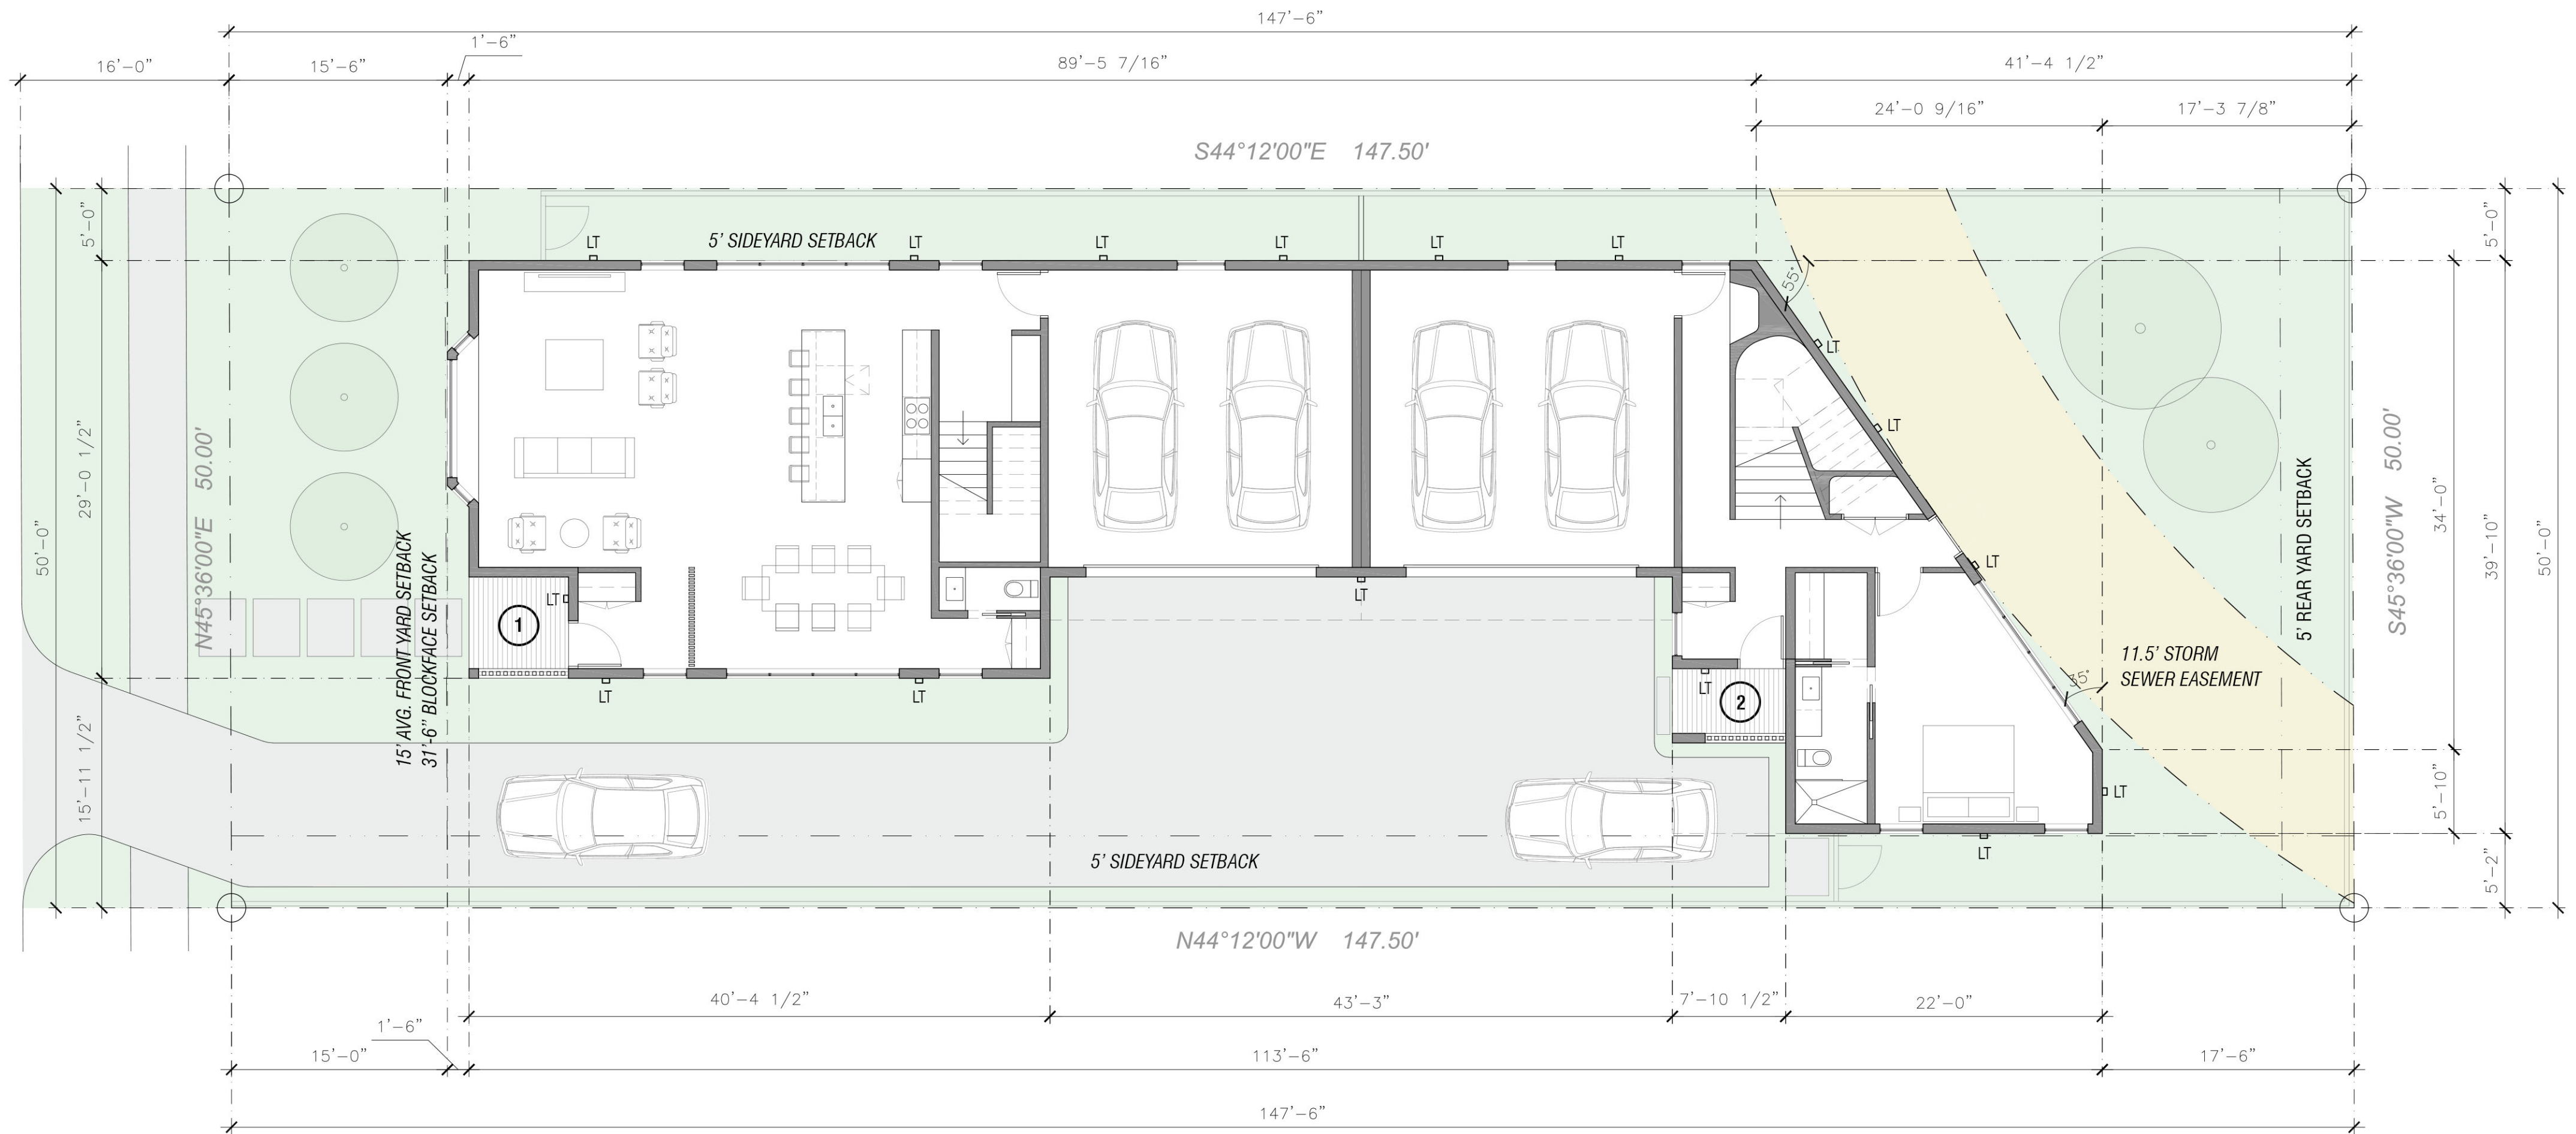 147'-6"
1'-6"
16'-0"
15'-6"
89'-5 7/16"
41'-4 1/2"
24'-0 9/16"
17'-3 7/8"
S44°12'00"E 147.50'
5'-0"
29'-0 1/2"
15'-11 1/2"
50'-0"
N45°36'00"E 50.00'
15' AVG. FRONT YARD SETBACK
31'-6" BLOCKFACE SETBACK
LT
5' SIDEYARD SETBACK
LT
LT
LT
LT
LT
55°
LT
LT
LT
LT
1
LT
LT
LT
LT
2
35°
11.5' STORM
SEWER EASEMENT
LT
LT
5' SIDEYARD SETBACK
5' REAR YARD SETBACK
S45°36'00"W 50.00'
5'-0"
34'-0"
39'-10"
50'-0"
5'-10"
5'-2"
N44°12'00"W 147.50'
40'-4 1/2"
43'-3"
7'-10 1/2"
22'-0"
1'-6"
15'-0"
113'-6"
17'-6"
147'-6"